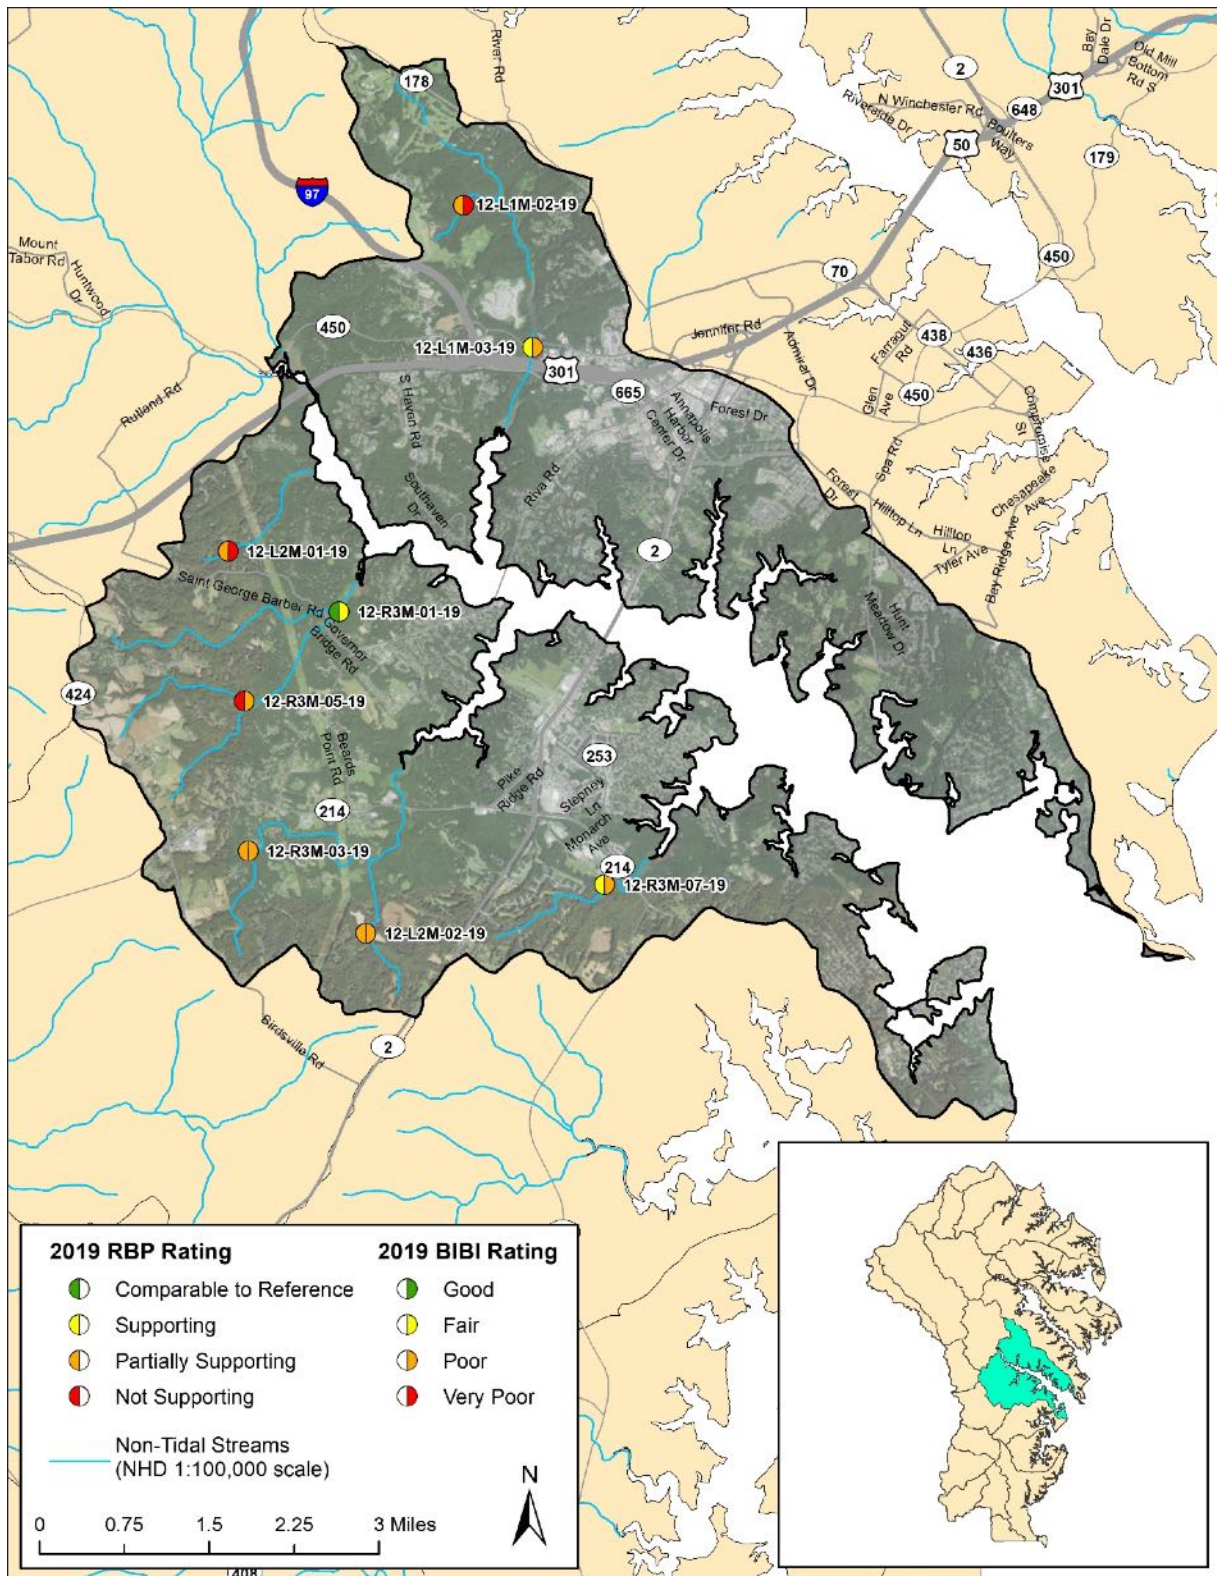 178
River Rd
2
N Winchester Rd
Riverside Dr
Boulters
Way
648
301
Bay
Dale Dr
Old Mill
Bottom
Rd S
50
179
97
12-L1M-02-19
Mount
Tabor Rd
Huntwood
Dr
450
70
450
Jennifer Rd
Admiral Dr
Farragut
Rd
438
436
12-L1M-03-19
301
665
Rutland Rd
S Haven Rd
Annapolis
Harbor
Center Dr
Forest Dr
Glen
Ave
450
Compromise
St
Spa Rd
Southaven
Dr
Riva Rd
Forest
Dr
Hilltop Ln
Hilltop
Ln
Tyler Ave
Chesapeake
Ave
Bay Ridge Ave
12-L2M-01-19
2
Saint George Barber Rd
12-R3M-01-19
Governor
Bridge Rd
Hunt
Meadow Dr
424
12-R3M-05-19
Beards
Point Rd
Pike
Ridge Rd
253
Stepney
Ln
Monarch
Ave
214
12-R3M-03-19
214
12-R3M-07-19
12-L2M-02-19
Birdsville Rd
2
2019 RBP Rating
Comparable to Reference
Supporting
Partially Supporting
Not Supporting
2019 BIBI Rating
Good
Fair
Poor
Very Poor
Non-Tidal Streams
(NHD 1:100,000 scale)
N
0 0.75 1.5 2.25 3 Miles
408